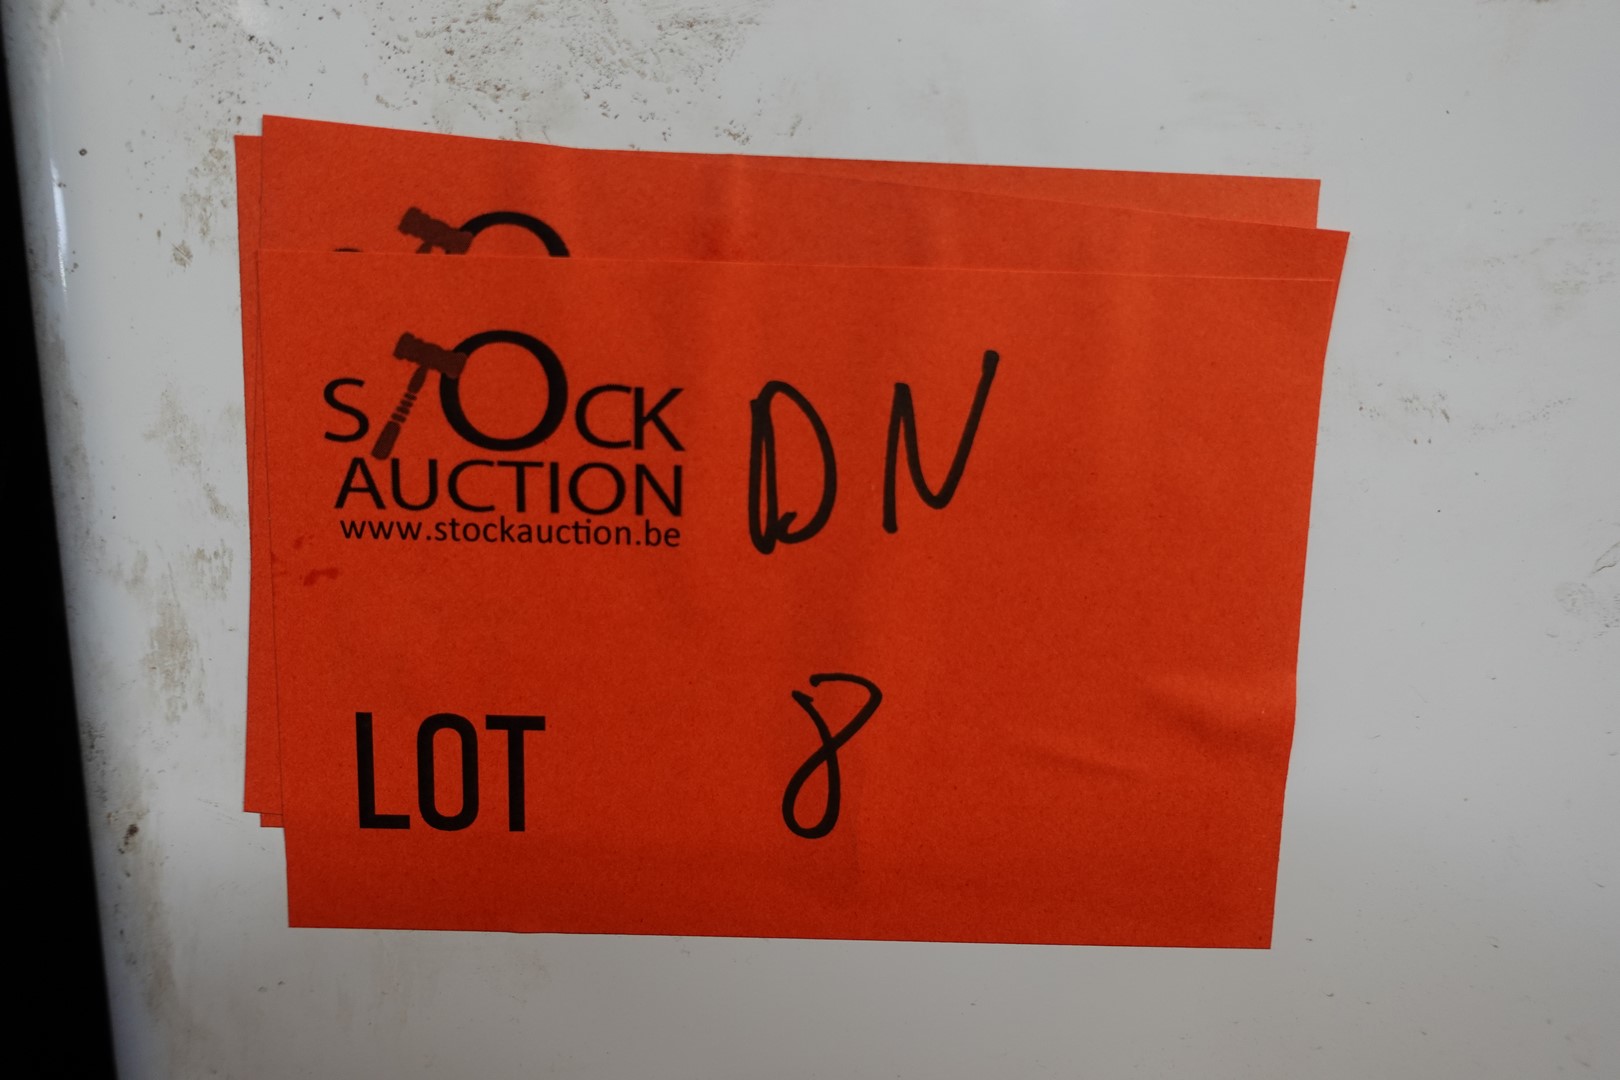 STOCK DN
AUCTION
www.stockauction.be
LOT 8